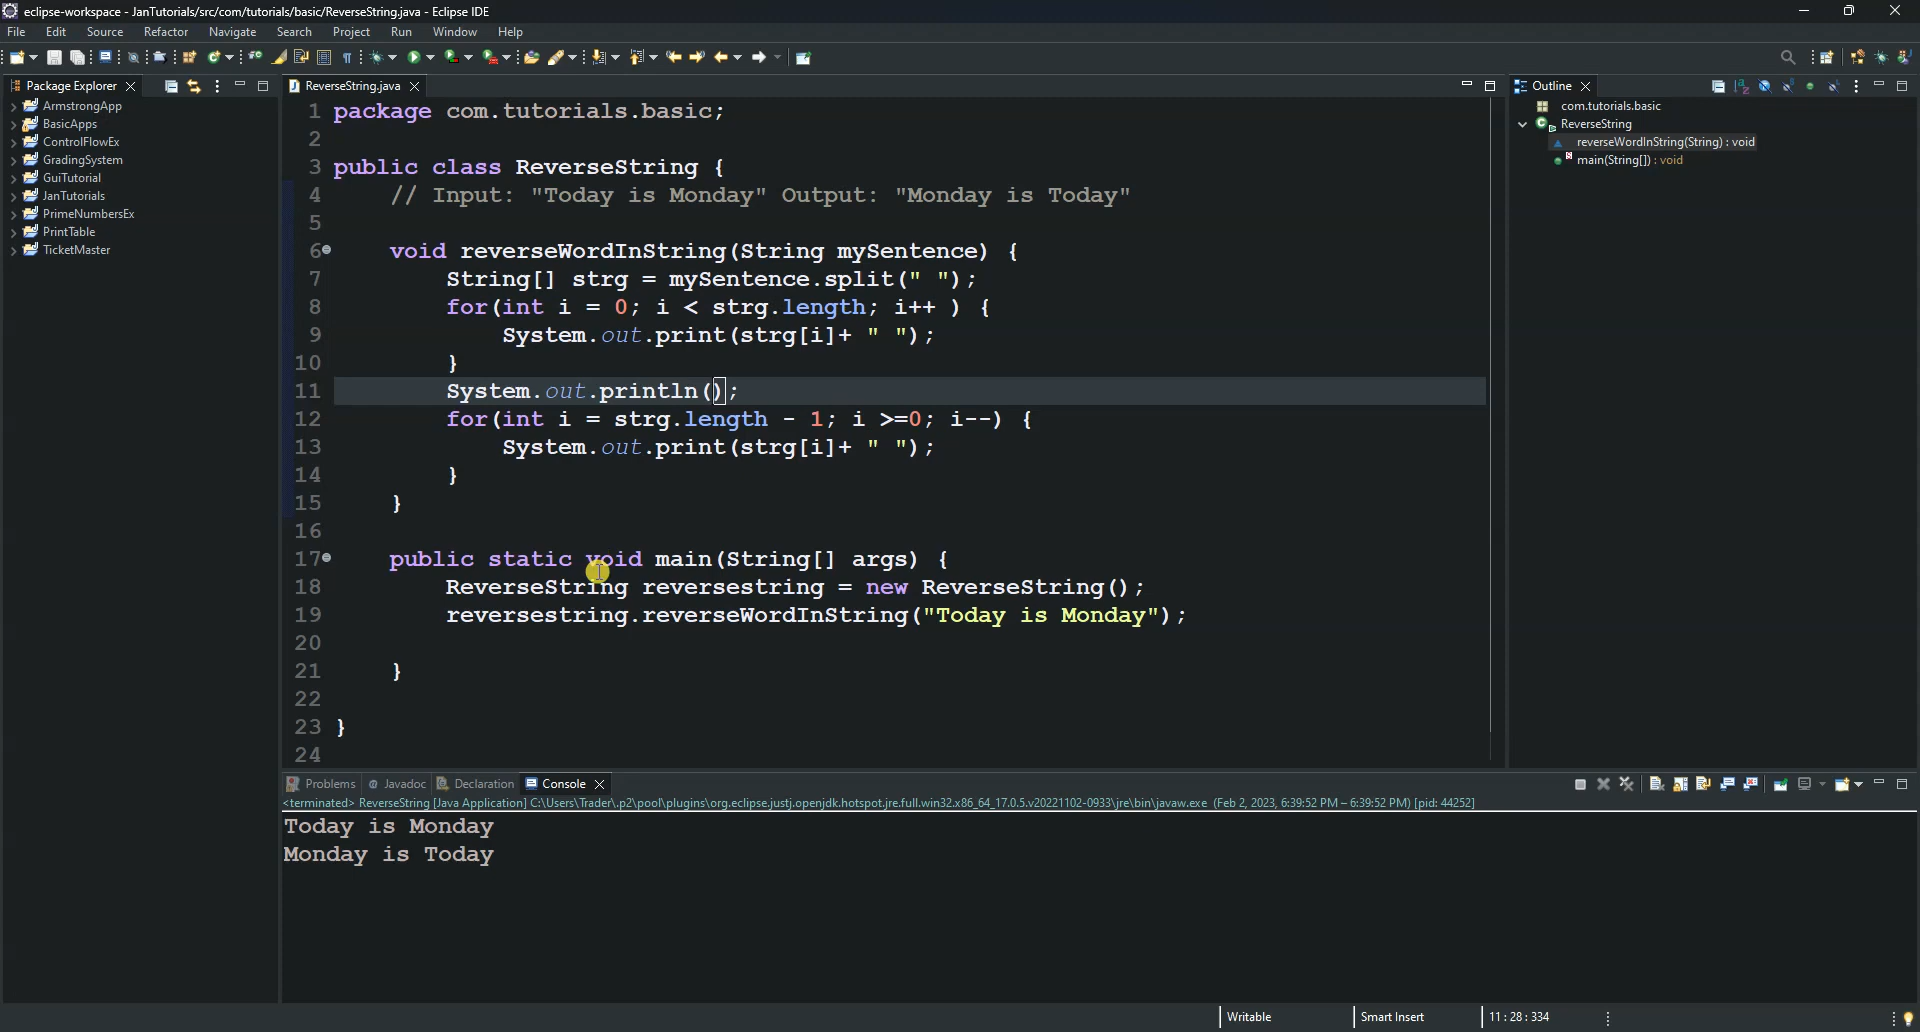 eclipse-workspace - JanTutorials/src/com/tutorials/basic/ReverseString.java - Eclipse IDE
File Edit Source Refactor Navigate Search Project Run Window Help
Package Explorer
ArmstrongApp
BasicApps
ControlFlowEx
GradingSystem
GuiTutorial
JanTutorials
PrimeNumbersEx
PrintTable
TicketMaster
ReverseString.java
1 package com.tutorials.basic;
2
3 public class ReverseString {
4 // Input: "Today is Monday" Output: "Monday is Today"
5
6 void reverseWordInString(String mySentence) {
7 String[] strg = mySentence.split(" ");
8 for(int i = 0; i < strg.length; i++ ) {
9 System.out.print(strg[i]+ " ");
10 }
11 System.out.println();
12 for(int i = strg.length - 1; i >=0; i--) {
13 System.out.print(strg[i]+ " ");
14 }
15 }
16
17 public static void main(String[] args) {
18 ReverseString reversestring = new ReverseString();
19 reversestring.reverseWordInString("Today is Monday");
20
21 }
22
23 }
24
Outline
com.tutorials.basic
ReverseString
reverseWordInString(String) : void
main(String[]) : void
Problems Javadoc Declaration Console
<terminated> ReverseString [Java Application] C:\Users\Trader\.p2\pool\plugins\org.eclipse.justj.openjdk.hotspot.jre.full.win32.x86_64_17.0.5.v20221102-0933\jre\bin\javaw.exe (Feb 2, 2023, 6:39:52 PM – 6:39:52 PM) [pid: 44252]
Today is Monday
Monday is Today
Writable Smart Insert 11 : 28 : 334